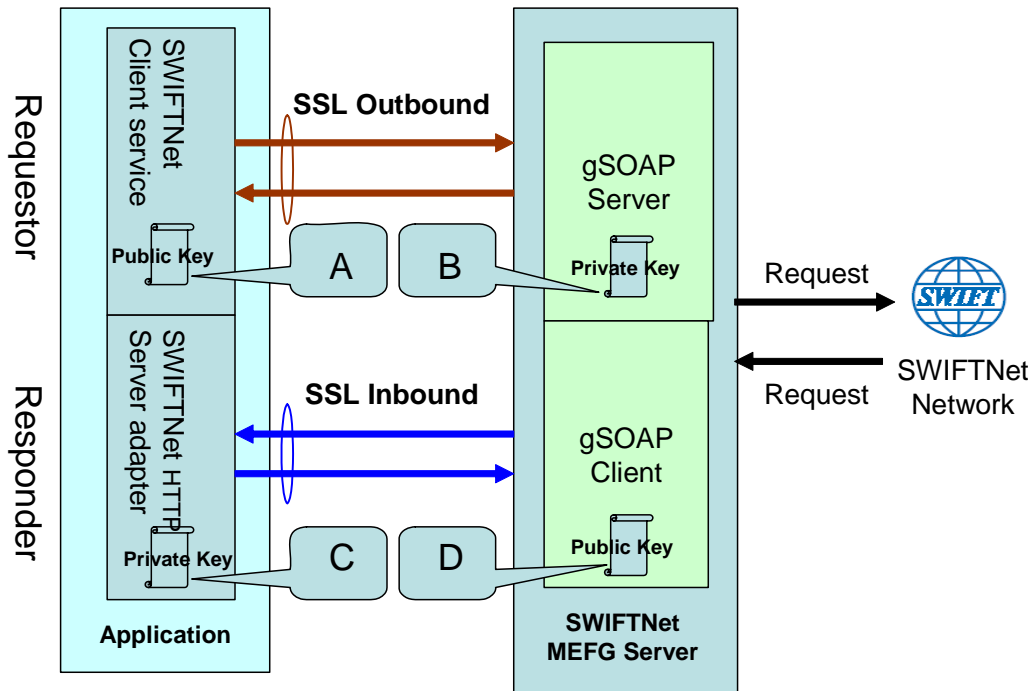 Requestor
SWIFTNet
Client service
Public Key
SSL Outbound
A
B
gSOAP
Server
Private Key
Request
SWIFT
Request
SWIFTNet
Network
Responder
SWIFTNet HTTP
Server adapter
Private Key
SSL Inbound
C
D
gSOAP
Client
Public Key
Application
SWIFTNet
MEFG Server